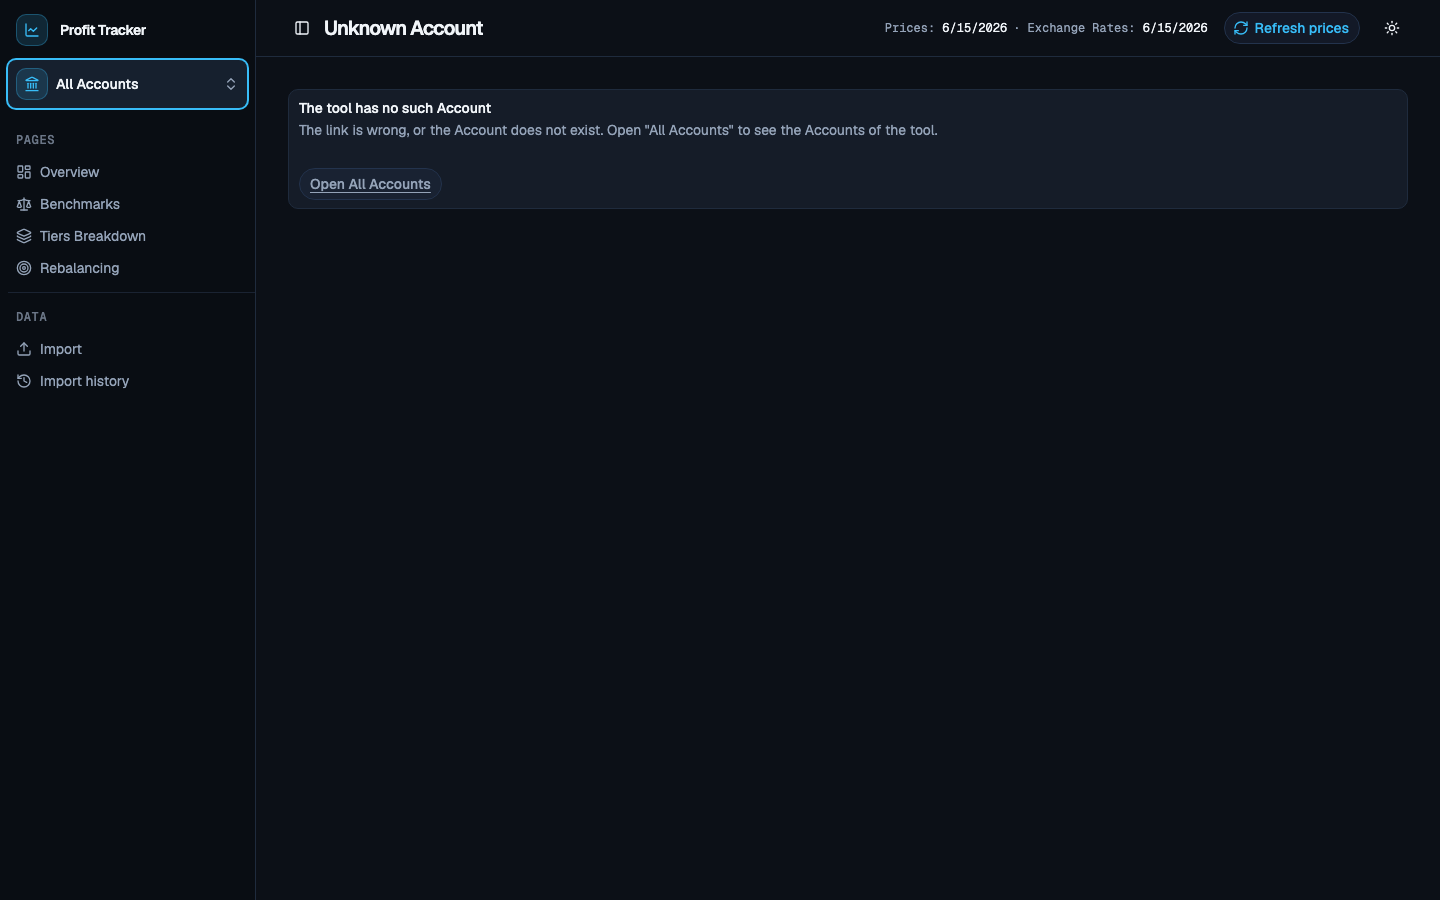 Profit Tracker
All Accounts
PAGES
Overview
Benchmarks
Tiers Breakdown
Rebalancing
DATA
Import
Import history
Unknown Account
Prices: 6/15/2026 · Exchange Rates: 6/15/2026
Refresh prices
The tool has no such Account
The link is wrong, or the Account does not exist. Open "All Accounts" to see the Accounts of the tool.
Open All Accounts